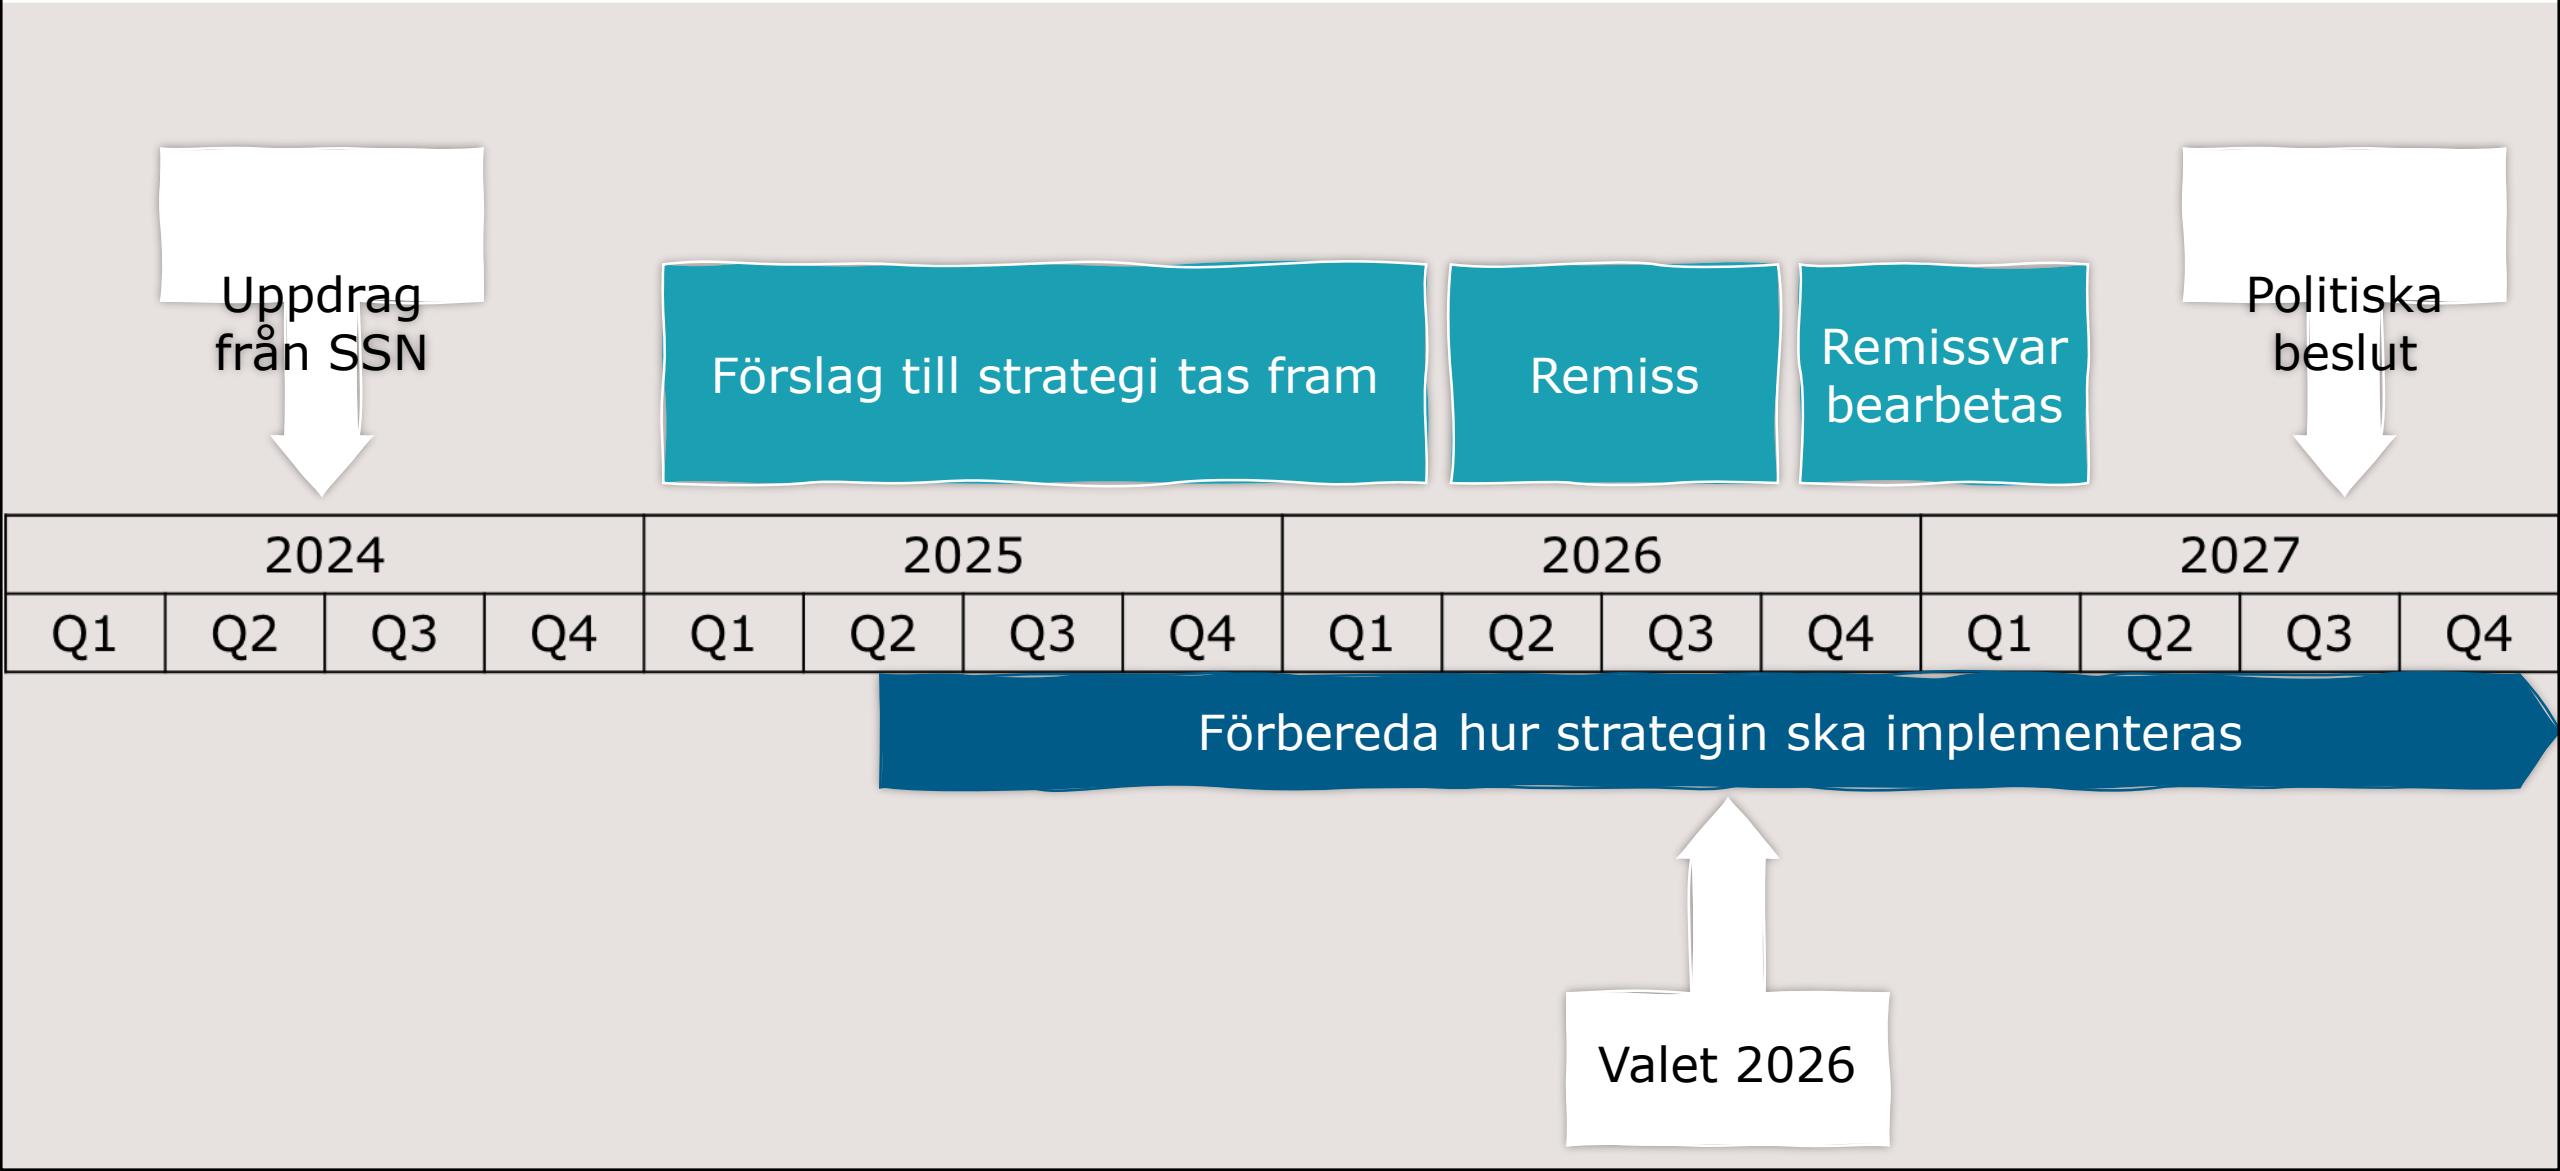 Uppdrag
från SSN
Förslag till strategi tas fram
Remiss
Remissvar
bearbetas
Politiska
beslut
2024 2025 2026 2027
Q1 Q2 Q3 Q4 Q1 Q2 Q3 Q4 Q1 Q2 Q3 Q4 Q1 Q2 Q3 Q4
Förbereda hur strategin ska implementeras
Valet 2026